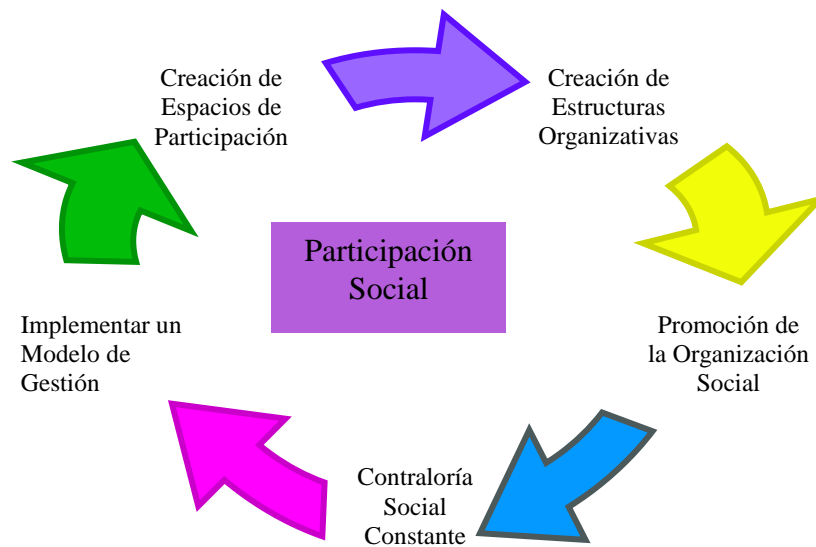 Creación de
Espacios de
Participación
Creación de
Estructuras
Organizativas
Participación
Social
Implementar un
Modelo de
Gestión
Promoción de
la Organización
Social
Contraloría
Social
Constante